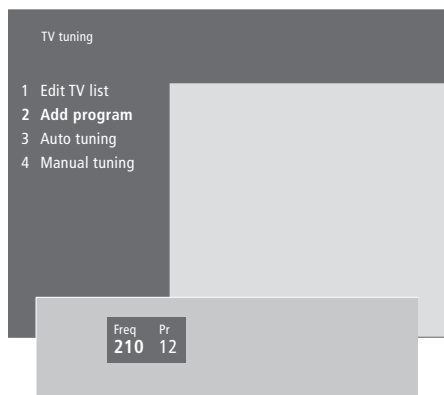 TV tuning
1 Edit TV list
2 Add program
3 Auto tuning
4 Manual tuning
Freq Pr
210 12